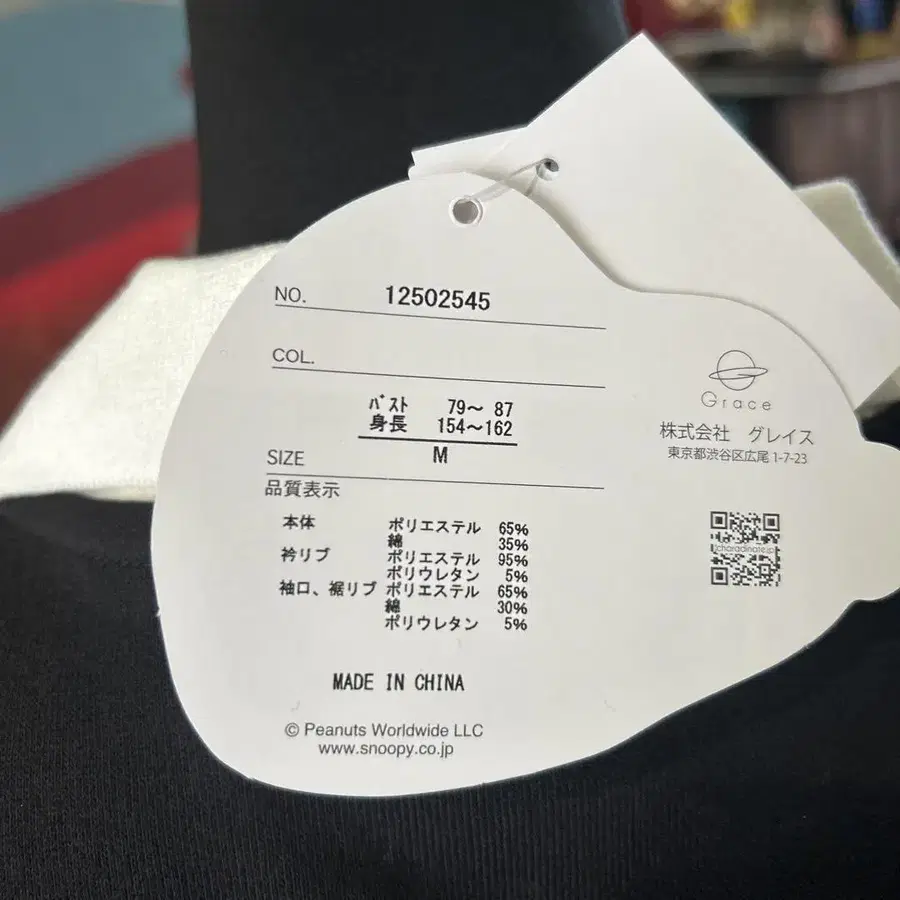 NO. 12502545
COL.
バスト 79～ 87
身長 154～162
SIZE M
品質表示
本体 ポリエステル 65%
綿 35%
衿リブ ポリエステル 95%
ポリウレタン 5%
袖口、裾リブ ポリエステル 65%
綿 30%
ポリウレタン 5%
MADE IN CHINA
© Peanuts Worldwide LLC
www.snoopy.co.jp
Grace
株式会社 グレイス
東京都渋谷区広尾 1-7-23